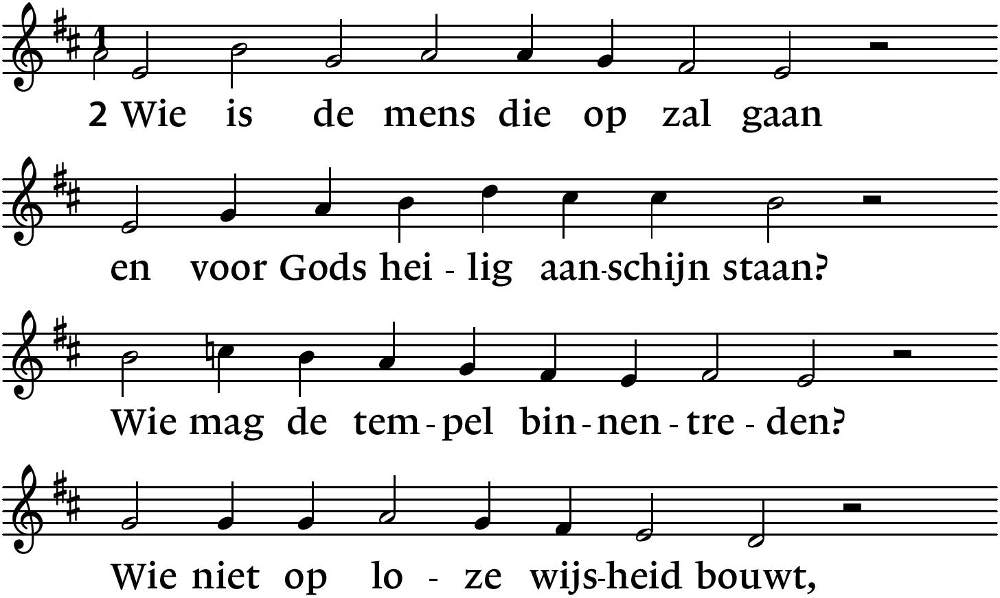 1
2 Wie is de mens die op zal gaan
en voor Gods hei - lig aan-schijn staan?
Wie mag de tem - pel bin - nen - tre - den?
Wie niet op lo - ze wijs-heid bouwt,